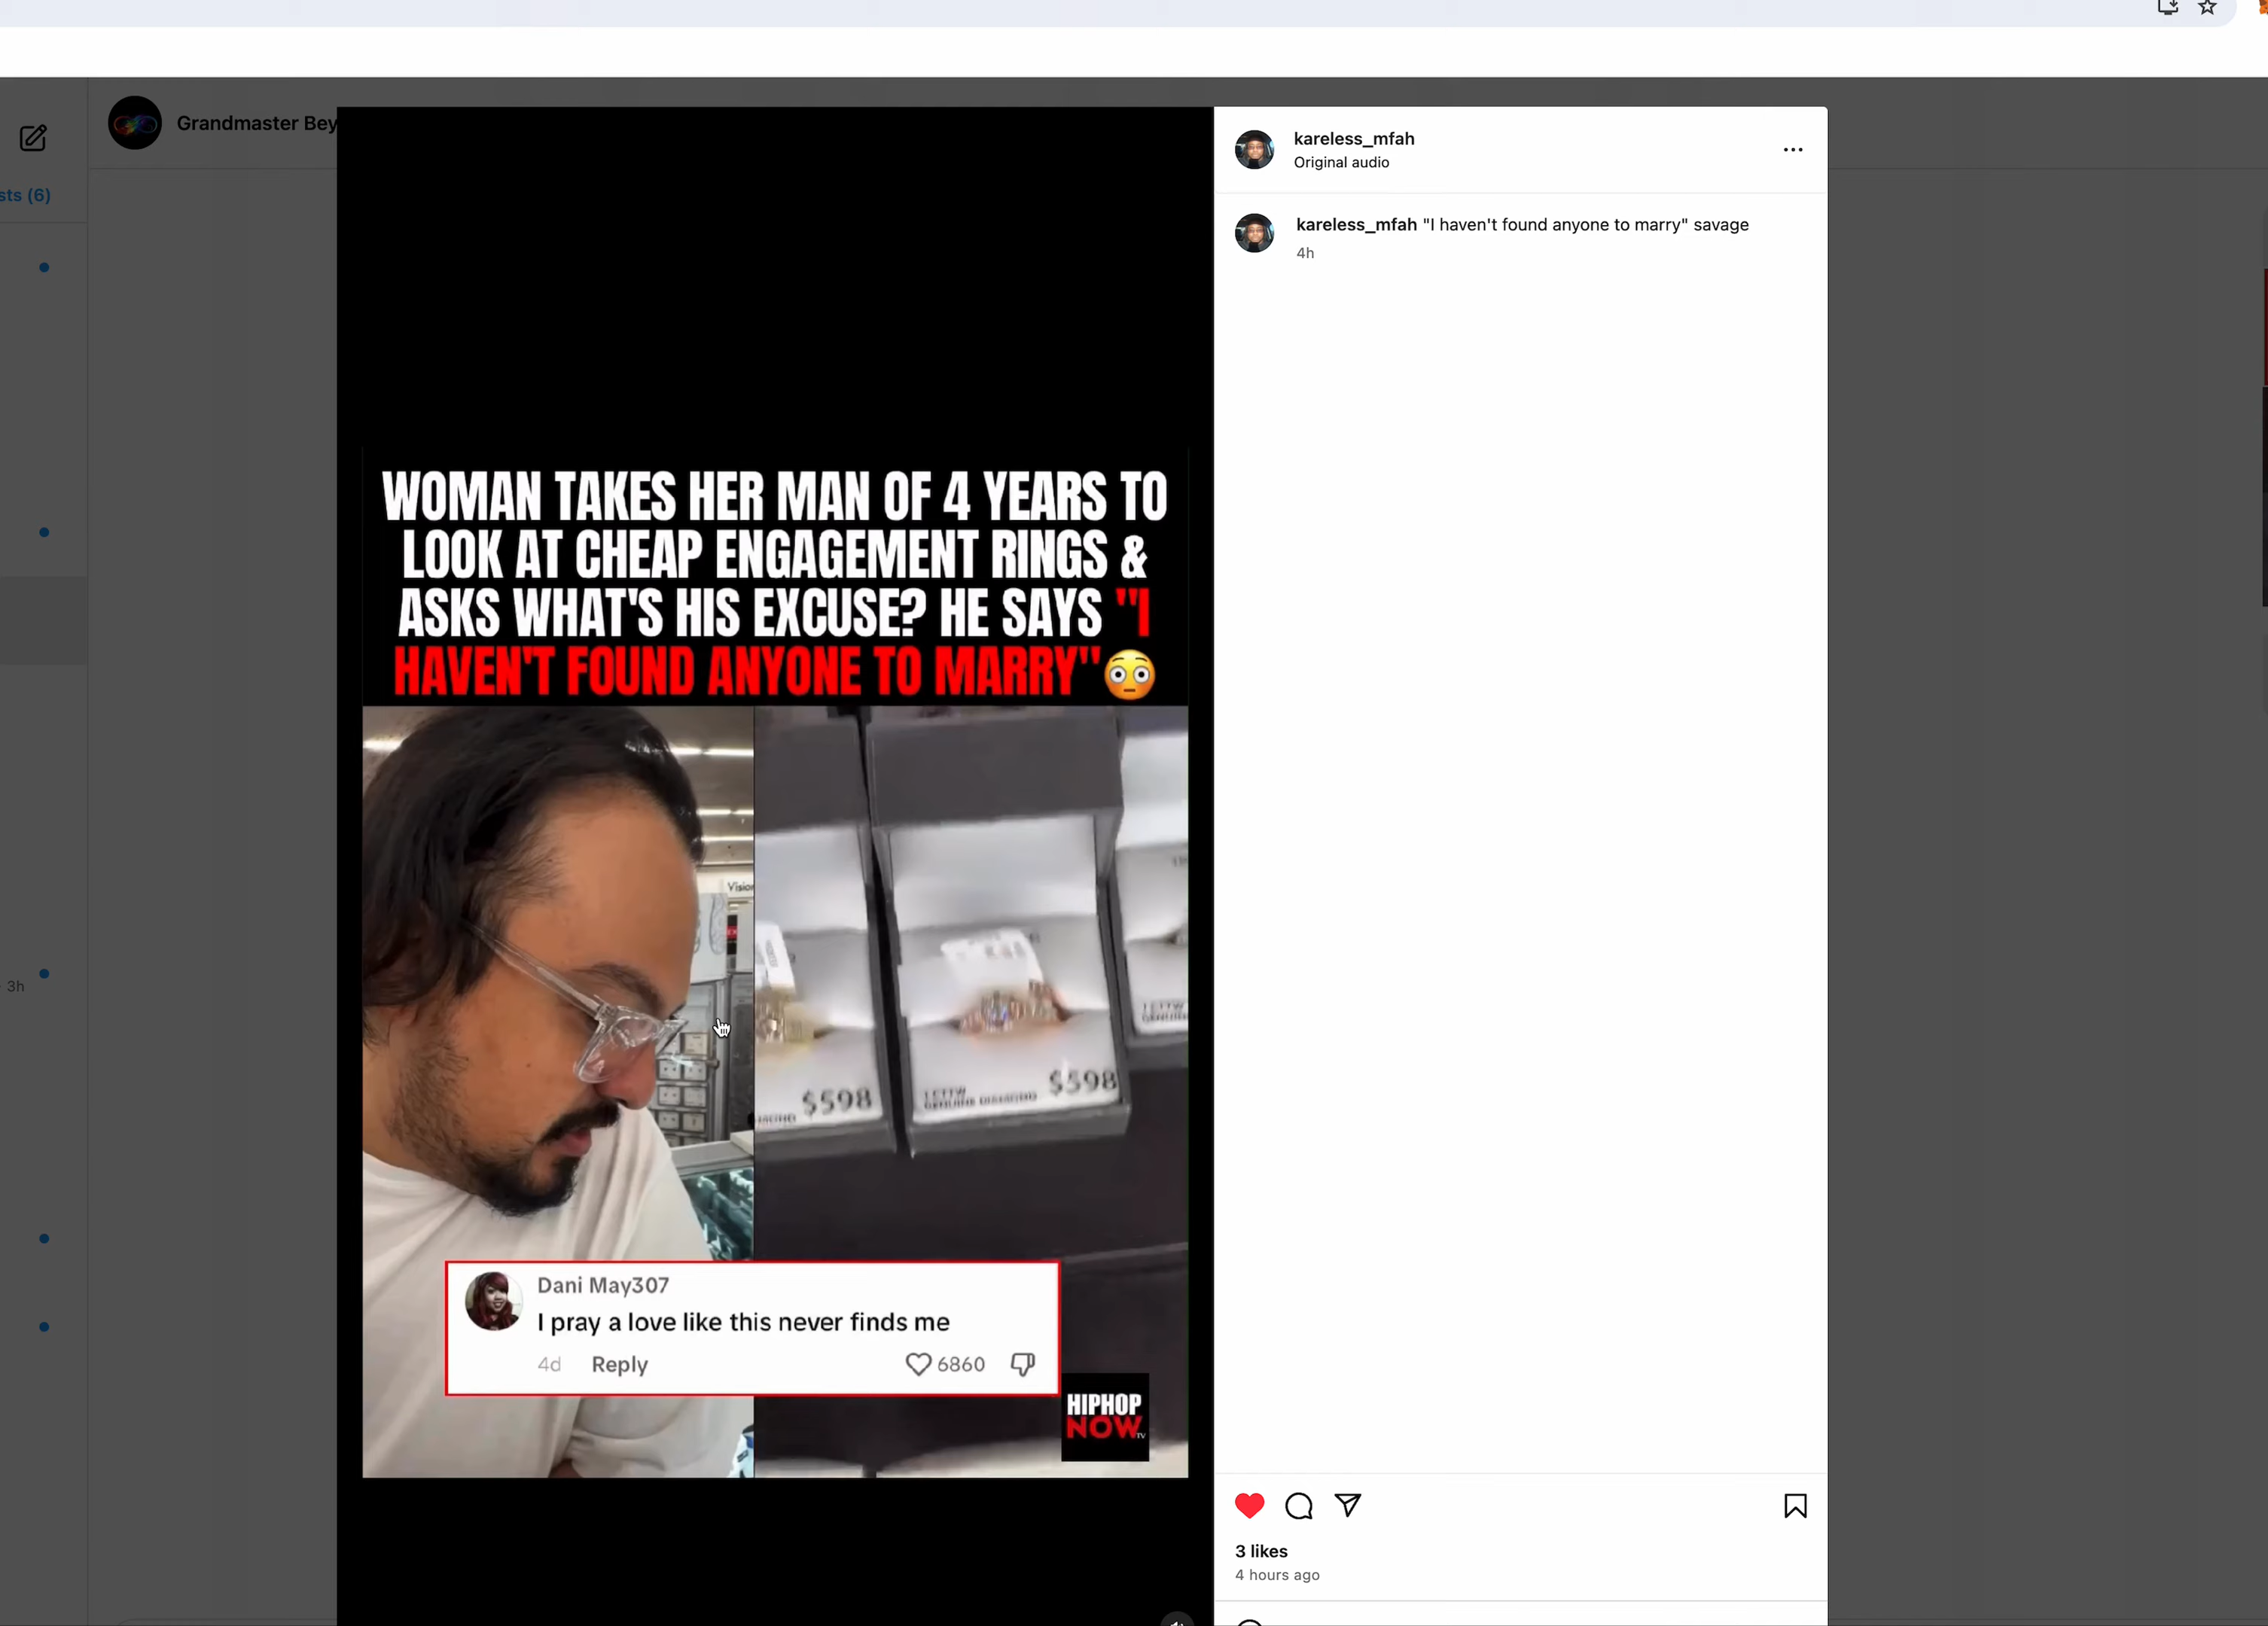 Grandmaster Bey
sts (6)
3h
WOMAN TAKES HER MAN OF 4 YEARS TO
LOOK AT CHEAP ENGAGEMENT RINGS &
ASKS WHAT'S HIS EXCUSE? HE SAYS "I
HAVEN'T FOUND ANYONE TO MARRY"😳
Visio
$598
GENUINE DIAMOND $598
Dani May307
I pray a love like this never finds me
4d Reply 6860
HIPHOP
NOW TV
kareless_mfah
Original audio
kareless_mfah "I haven't found anyone to marry" savage
4h
3 likes
4 hours ago